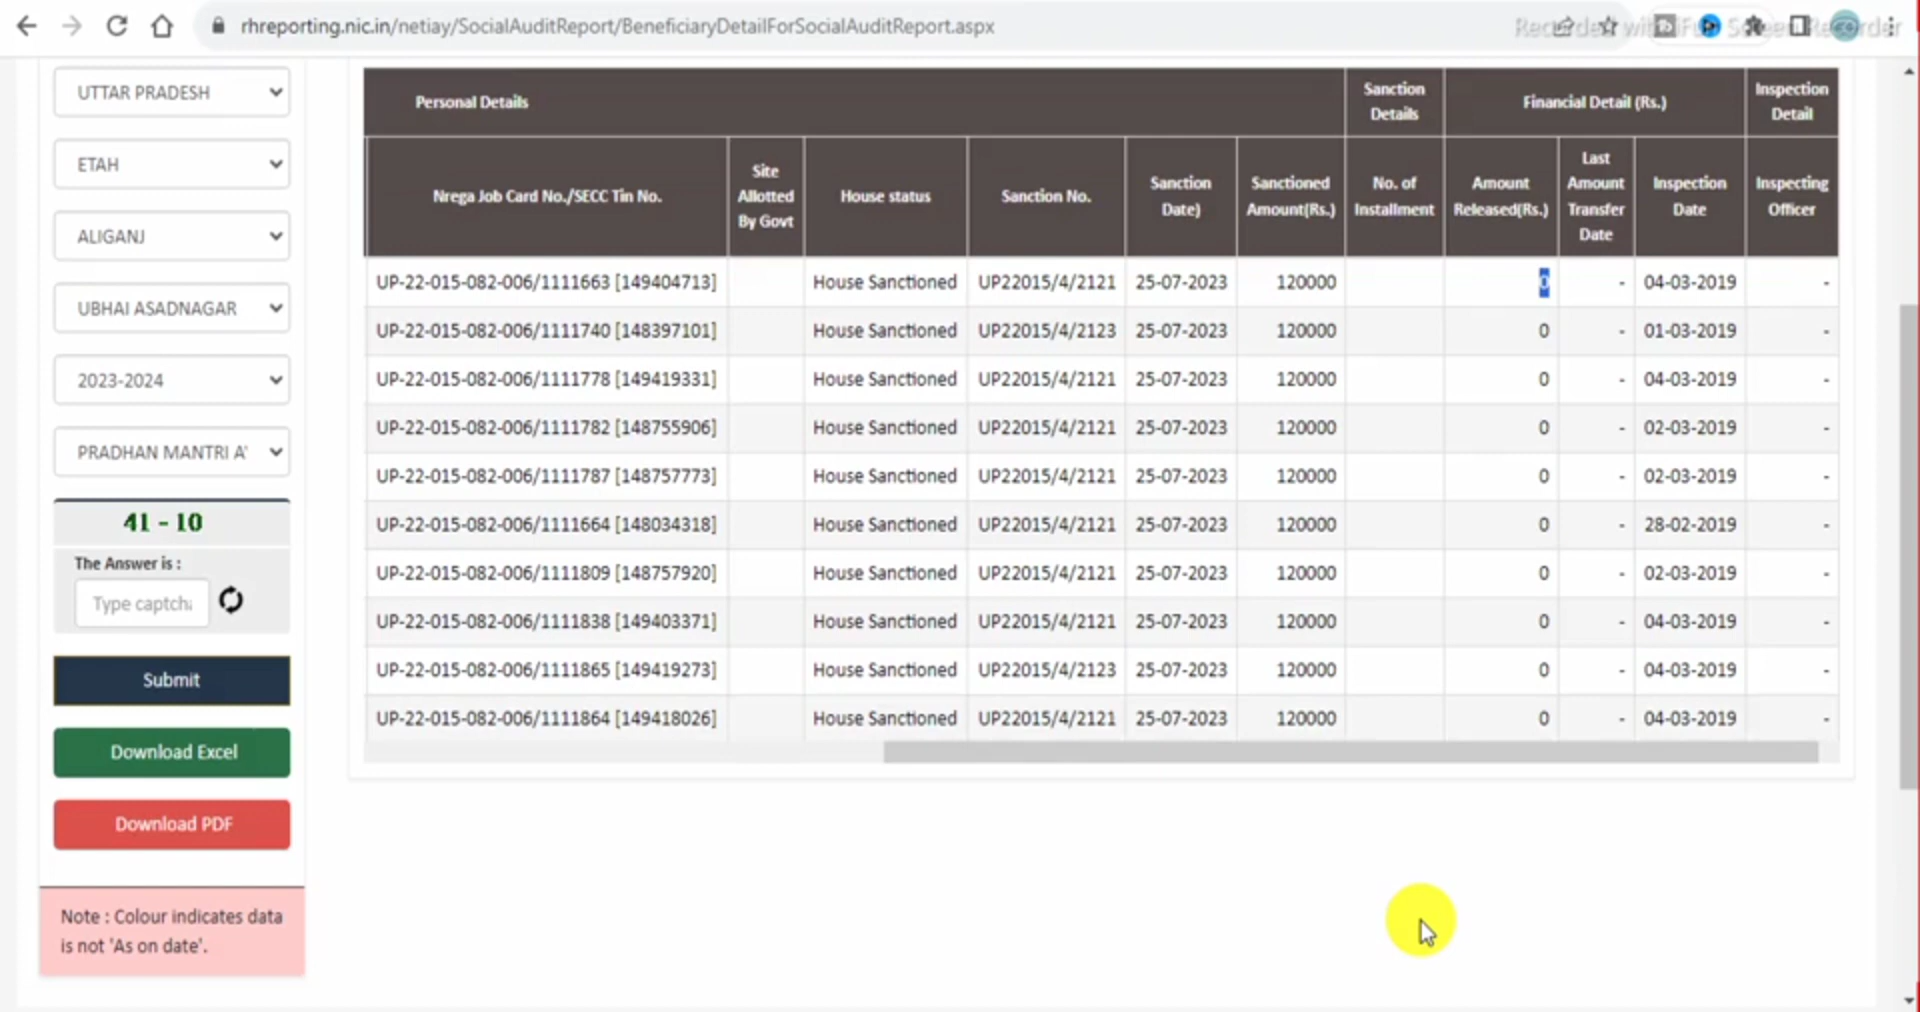 rhreporting.nic.in/netiay/SocialAuditReport/BeneficiaryDetailForSocialAuditReport.aspx
Recorded with iFun Screen Recorder
UTTAR PRADESH
ETAH
ALIGANJ
UBHAI ASADNAGAR
2023-2024
PRADHAN MANTRI A
41 - 10
The Answer is :
Type captcha
Submit
Download Excel
Download PDF
Note : Colour indicates data
is not 'As on date'.
Personal Details Sanction Details Financial Detail (Rs.) Inspection Detail
Nrega Job Card No./SECC Tin No. Site Allotted By Govt House status Sanction No. Sanction Date) Sanctioned Amount(Rs.) No. of Installment Amount Released(Rs.) Last Amount Transfer Date Inspection Date Inspecting Officer
UP-22-015-082-006/1111663 [149404713] House Sanctioned UP22015/4/2121 25-07-2023 120000 0 - 04-03-2019 -
UP-22-015-082-006/1111740 [148397101] House Sanctioned UP22015/4/2123 25-07-2023 120000 0 - 01-03-2019 -
UP-22-015-082-006/1111778 [149419331] House Sanctioned UP22015/4/2121 25-07-2023 120000 0 - 04-03-2019 -
UP-22-015-082-006/1111782 [148755906] House Sanctioned UP22015/4/2121 25-07-2023 120000 0 - 02-03-2019 -
UP-22-015-082-006/1111787 [148757773] House Sanctioned UP22015/4/2121 25-07-2023 120000 0 - 02-03-2019 -
UP-22-015-082-006/1111664 [148034318] House Sanctioned UP22015/4/2121 25-07-2023 120000 0 - 28-02-2019 -
UP-22-015-082-006/1111809 [148757920] House Sanctioned UP22015/4/2121 25-07-2023 120000 0 - 02-03-2019 -
UP-22-015-082-006/1111838 [149403371] House Sanctioned UP22015/4/2121 25-07-2023 120000 0 - 04-03-2019 -
UP-22-015-082-006/1111865 [149419273] House Sanctioned UP22015/4/2123 25-07-2023 120000 0 - 04-03-2019 -
UP-22-015-082-006/1111864 [149418026] House Sanctioned UP22015/4/2121 25-07-2023 120000 0 - 04-03-2019 -